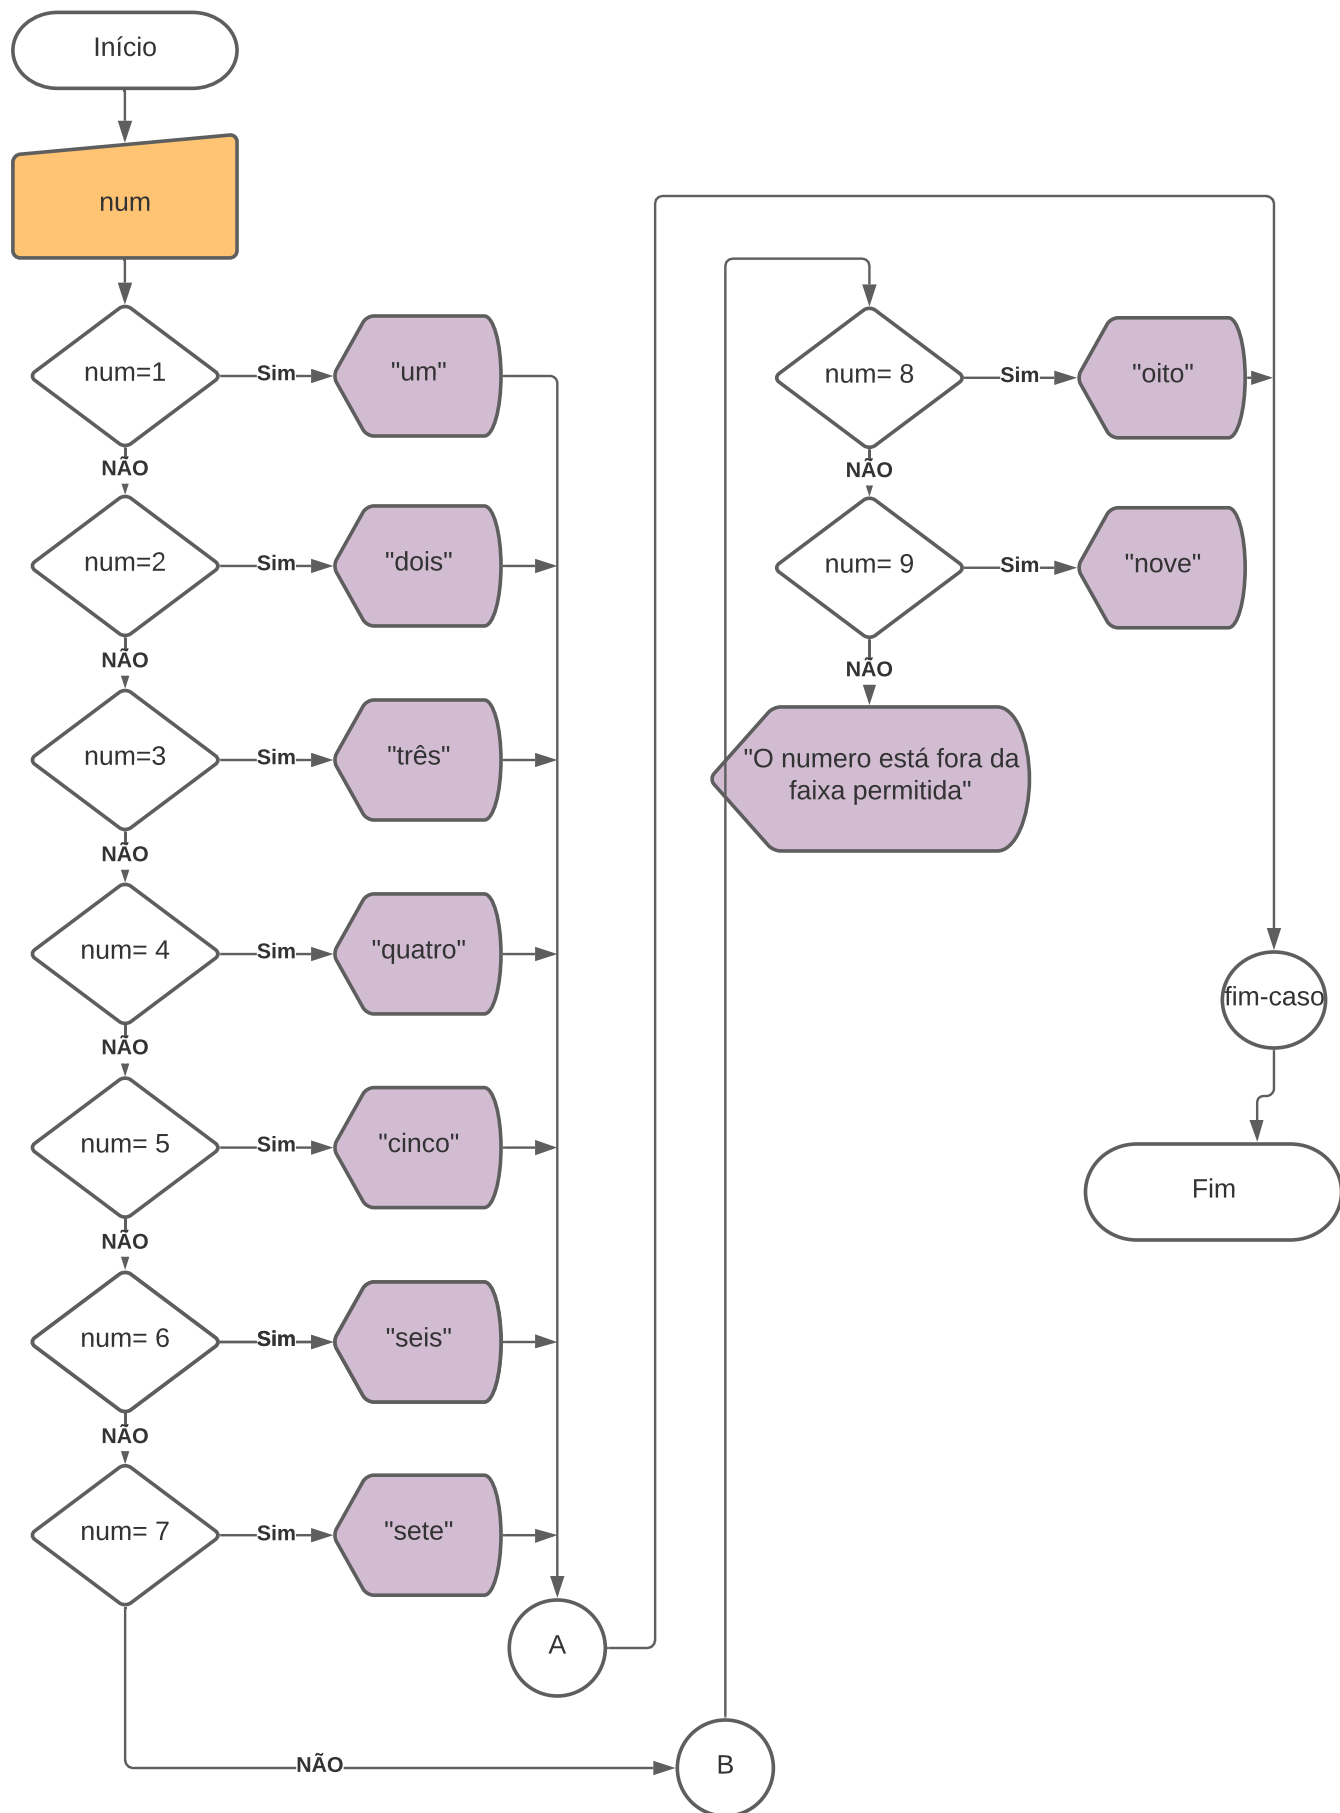 Início
num
num=1
Sim
"um"
NÃO
num=2
Sim
"dois"
NÃO
num=3
Sim
"três"
NÃO
num= 4
Sim
"quatro"
NÃO
num= 5
Sim
"cinco"
NÃO
num= 6
Sim
"seis"
NÃO
num= 7
Sim
"sete"
A
NÃO
B
num= 8
Sim
"oito"
NÃO
num= 9
Sim
"nove"
NÃO
"O numero está fora da
faixa permitida"
fim-caso
Fim